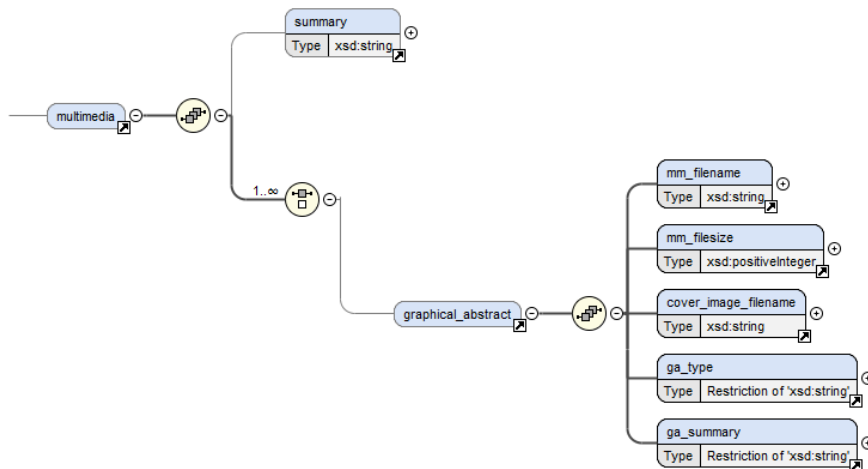 summary
Type xsd:string
multimedia
1..∞
mm_filename
Type xsd:string
mm_filesize
Type xsd:positiveInteger
graphical_abstract
cover_image_filename
Type xsd:string
ga_type
Type Restriction of 'xsd:string'
ga_summary
Type Restriction of 'xsd:string'